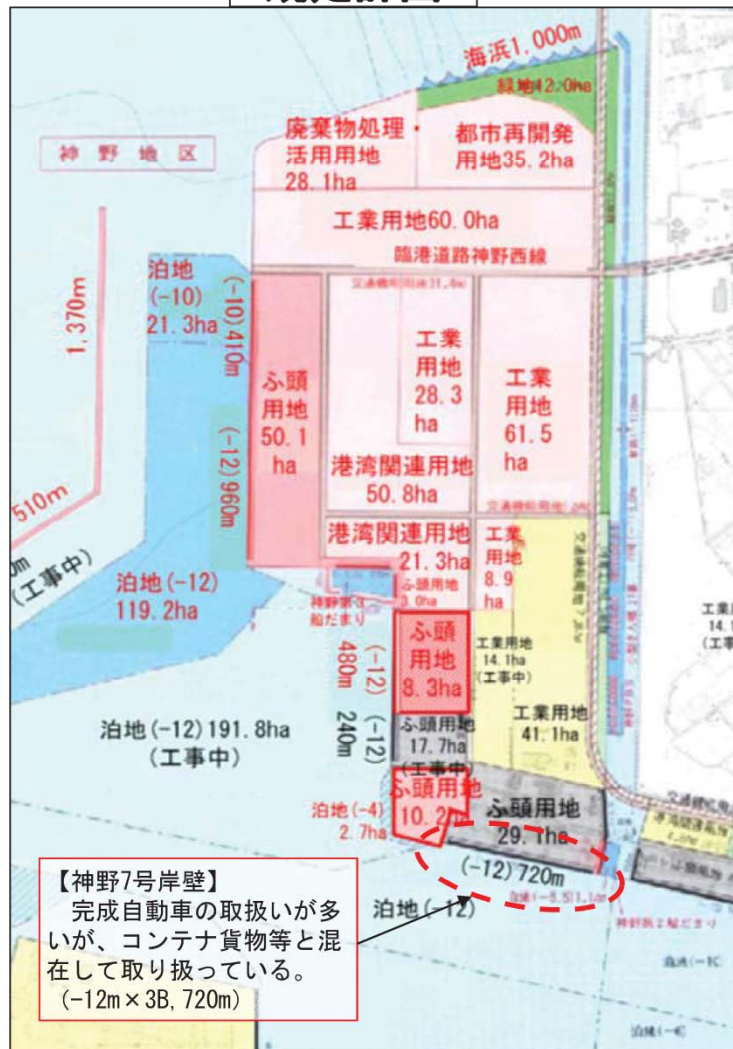 海浜1,000m
緑地42.0ha
廃棄物処理・
活用用地
28.1ha
都市再開発
用地35.2ha
神野地区
工業用地60.0ha
臨港道路神野西線
泊地
(-10)
21.3ha
(-10)410m
1,370m
ふ頭
用地
50.1
ha
工業
用地
28.3
ha
工業
用地
61.5
ha
(-12)960m
港湾関連用地
50.8ha
510m
(工事中)
港湾関連用地
21.3ha
工業
用地
8.9
ha
泊地(-12)
119.2ha
ふ頭用地
3.0ha
神野第3
船だまり
ふ頭
用地
8.3ha
(-12)
480m
工業用地
14.1ha
(工事中)
工業用地
41.1ha
(-12)
240m
ふ頭用地
17.7ha
(工事中)
泊地(-12)191.8ha
(工事中)
ふ頭用地
10.2
泊地(-4)
2.7ha
ふ頭用地
29.1ha
(-12)720m
泊地(-12)
【神野7号岸壁】
完成自動車の取扱いが多
いが、コンテナ貨物等と混
在して取り扱っている。
(-12m×3B,720m)